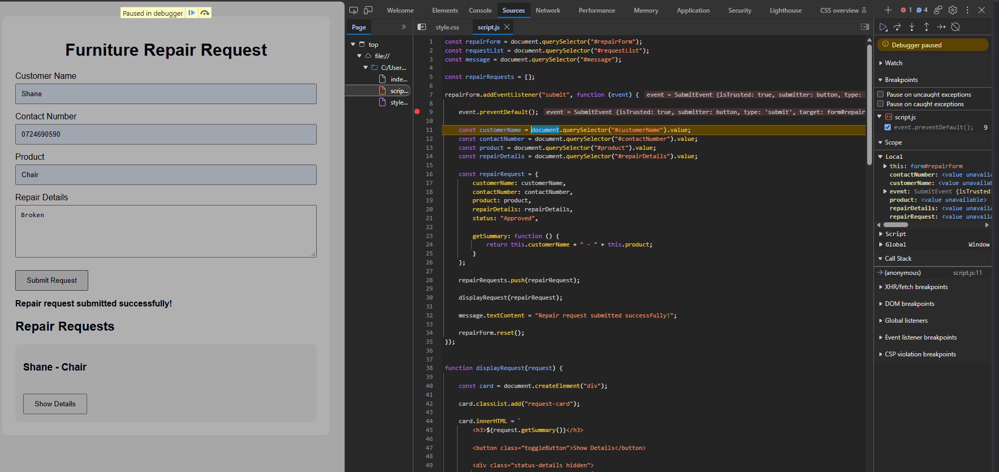 Paused in debugger
Furniture Repair Request
Customer Name
Shane
Contact Number
0724690590
Product
Chair
Repair Details
Broken
Submit Request
Repair request submitted successfully!
Repair Requests
Shane - Chair
Show Details
Welcome Elements Console Sources Network Performance Memory Application Security Lighthouse CSS overview 1 4
Page » style.css script.js
top
file://
C:/User...
inde...
scrip...
style...
1 const repairForm = document.querySelector("#repairForm");
2 const requestList = document.querySelector("#requestList");
3 const message = document.querySelector("#message");
4
5 const repairRequests = [];
6
7 repairForm.addEventListener("submit", function (event) { event = SubmitEvent {isTrusted: true, submitter: button, type:
8
9 event.preventDefault(); event = SubmitEvent {isTrusted: true, submitter: button, type: 'submit', target: form#repair
10
11 const customerName = document.querySelector("#customerName").value;
12 const contactNumber = document.querySelector("#contactNumber").value;
13 const product = document.querySelector("#product").value;
14 const repairDetails = document.querySelector("#repairDetails").value;
15
16 const repairRequest = {
17 customerName: customerName,
18 contactNumber: contactNumber,
19 product: product,
20 repairDetails: repairDetails,
21 status: "Approved",
22
23 getSummary: function () {
24 return this.customerName + " - " + this.product;
25 }
26 };
27
28 repairRequests.push(repairRequest);
29
30 displayRequest(repairRequest);
31
32 message.textContent = "Repair request submitted successfully!";
33
34 repairForm.reset();
35 });
36
37
38 function displayRequest(request) {
39
40 const card = document.createElement("div");
41
42 card.classList.add("request-card");
43
44 card.innerHTML = `
45 <h3>${request.getSummary()}</h3>
46
47 <button class="toggleButton">Show Details</button>
48
49 <div class="status-details hidden">
Debugger paused
Watch
Breakpoints
Pause on uncaught exceptions
Pause on caught exceptions
script.js
event.preventDefault(); 9
Scope
Local
this: form#repairForm
contactNumber: <value unavaila
customerName: <value unavailab
event: SubmitEvent {isTrusted
product: <value unavailable>
repairDetails: <value unavaila
repairRequest: <value unavaila
Script
Global Window
Call Stack
(anonymous) script.js:11
XHR/fetch breakpoints
DOM breakpoints
Global listeners
Event listener breakpoints
CSP violation breakpoints